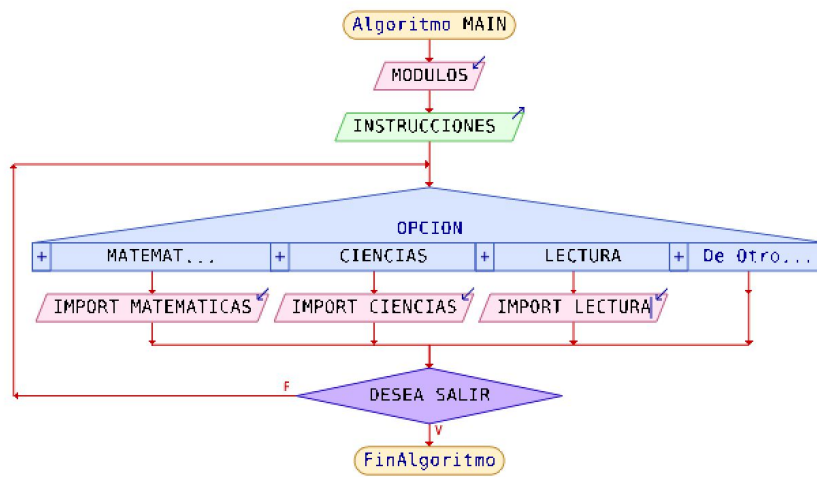 Algoritmo MAIN
MODULOS
INSTRUCCIONES
OPCION
+ MATEMAT... + CIENCIAS + LECTURA + De Otro...
IMPORT MATEMATICAS IMPORT CIENCIAS IMPORT LECTURA
F DESEA SALIR
V
FinAlgoritmo